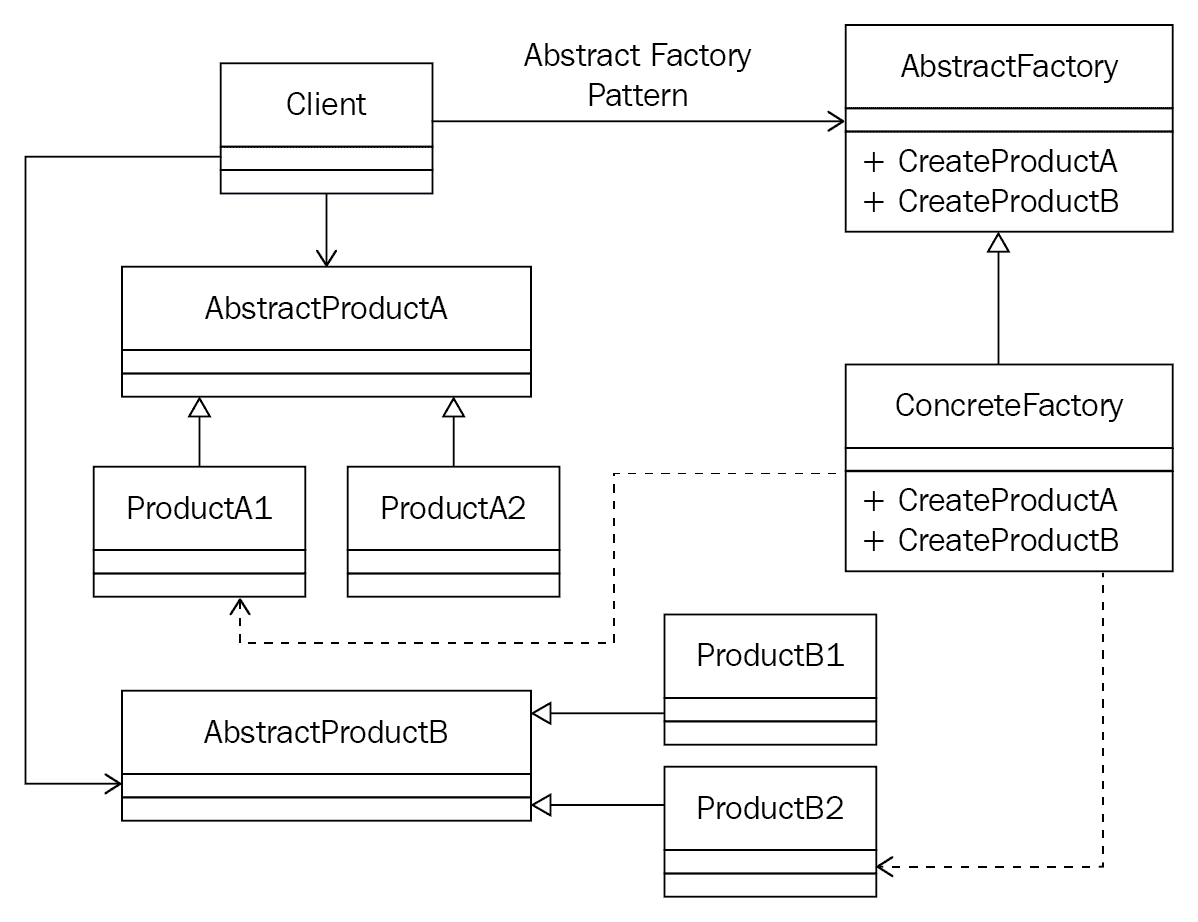 Abstract Factory
Pattern
AbstractFactory
+ CreateProductA
+ CreateProductB
Client
AbstractProductA
ProductA1
ProductA2
ConcreteFactory
+ CreateProductA
+ CreateProductB
AbstractProductB
ProductB1
ProductB2